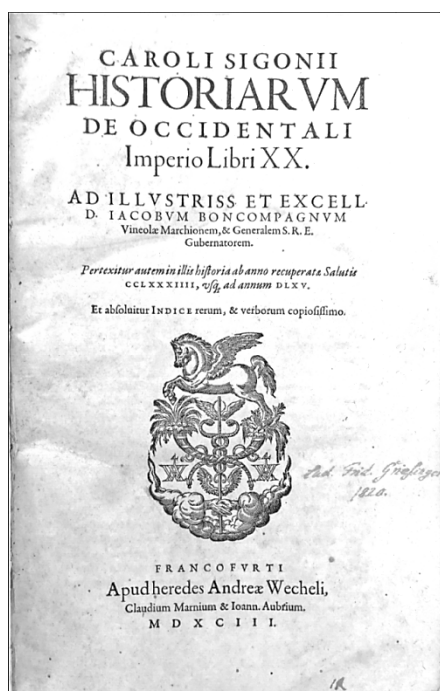 CAROLI SIGONII
HISTORIARVM
DE OCCIDENTALI
Imperio Libri XX.
AD ILLVSTRISS ET EXCELL.
D. IACOBVM BONCOMPAGNVM
Vineolæ Marchionem, & Generalem S. R. E.
Gubernatorem.
Pertexitur autem in illis historia ab anno recuperatæ Salutis
CCLXXXIIII, vsq, ad annum DLXV.
Et absoluitur INDICE rerum, & verborum copiosissimo.
1820.
FRANCOFVRTI
Apud heredes Andreæ Wecheli,
Claudium Marnium & Ioann. Aubrium.
MDXCIII.